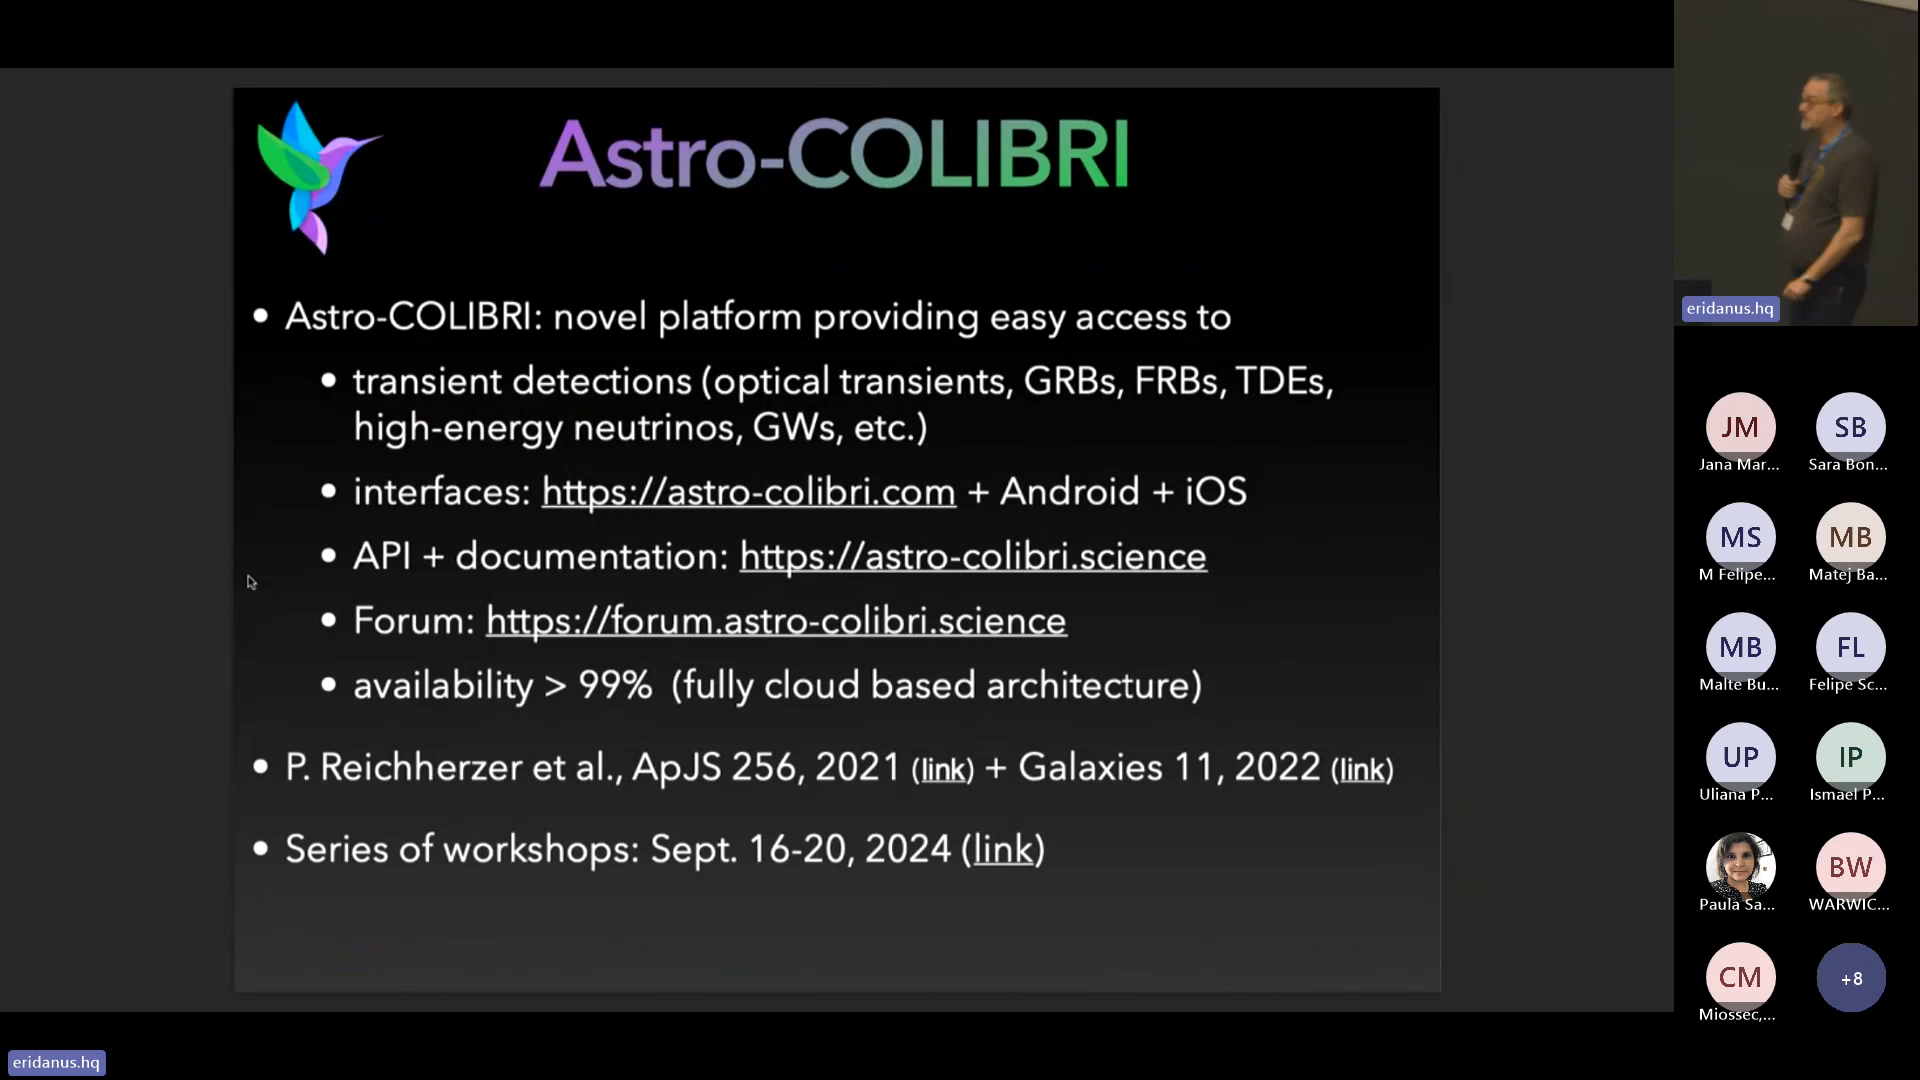 Astro-COLIBRI
• Astro-COLIBRI: novel platform providing easy access to
• transient detections (optical transients, GRBs, FRBs, TDEs,
high-energy neutrinos, GWs, etc.)
• interfaces: https://astro-colibri.com + Android + iOS
• API + documentation: https://astro-colibri.science
• Forum: https://forum.astro-colibri.science
• availability > 99% (fully cloud based architecture)
• P. Reichherzer et al., ApJS 256, 2021 (link) + Galaxies 11, 2022 (link)
• Series of workshops: Sept. 16-20, 2024 (link)
eridanus.hq
JM
Jana Mar...
SB
Sara Bon...
MS
M Felipe...
MB
Matej Ba...
MB
Malte Bu...
FL
Felipe Sc...
UP
Uliana P...
IP
Ismael P...
Paula Sa...
BW
WARWIC...
CM
Miossec,...
+8
eridanus.hq